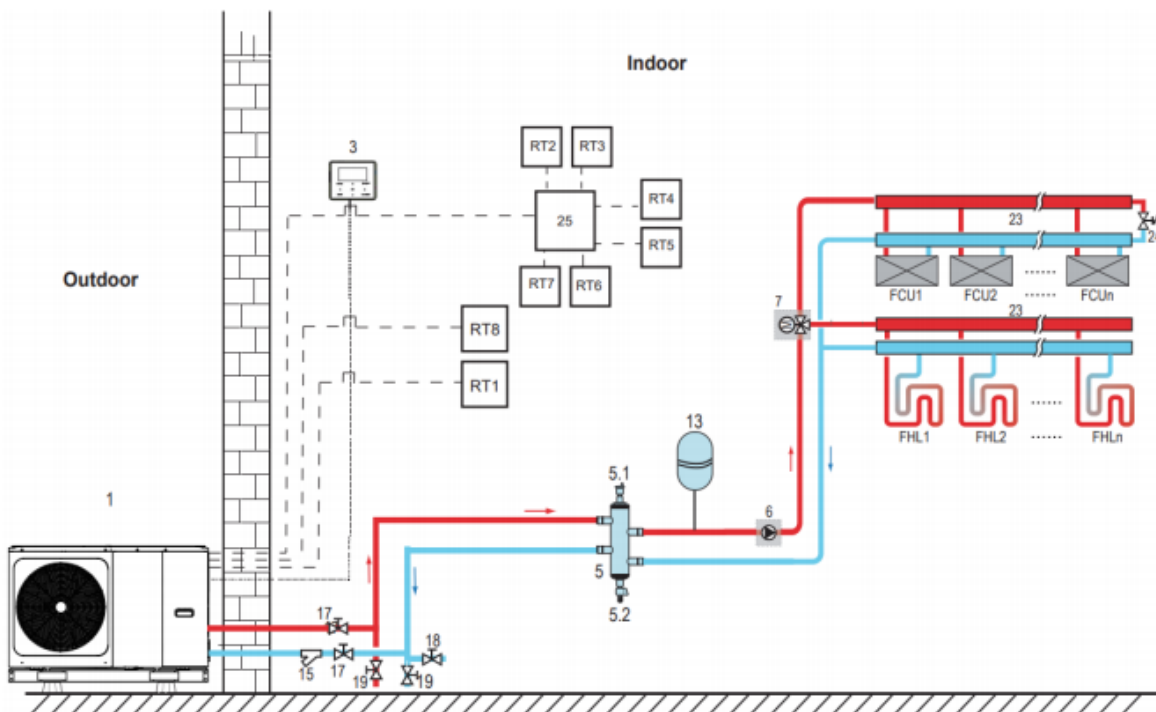 Indoor
3
RT2
RT3
RT4
25
RT5
RT7
RT6
Outdoor
RT8
RT1
23
FCU1
FCU2
......
......
FCUn
7
M
23
......
FHL1
FHL2
......
FHLn
13
5.1
6
5
5.2
1
17
18
15
17
19
19